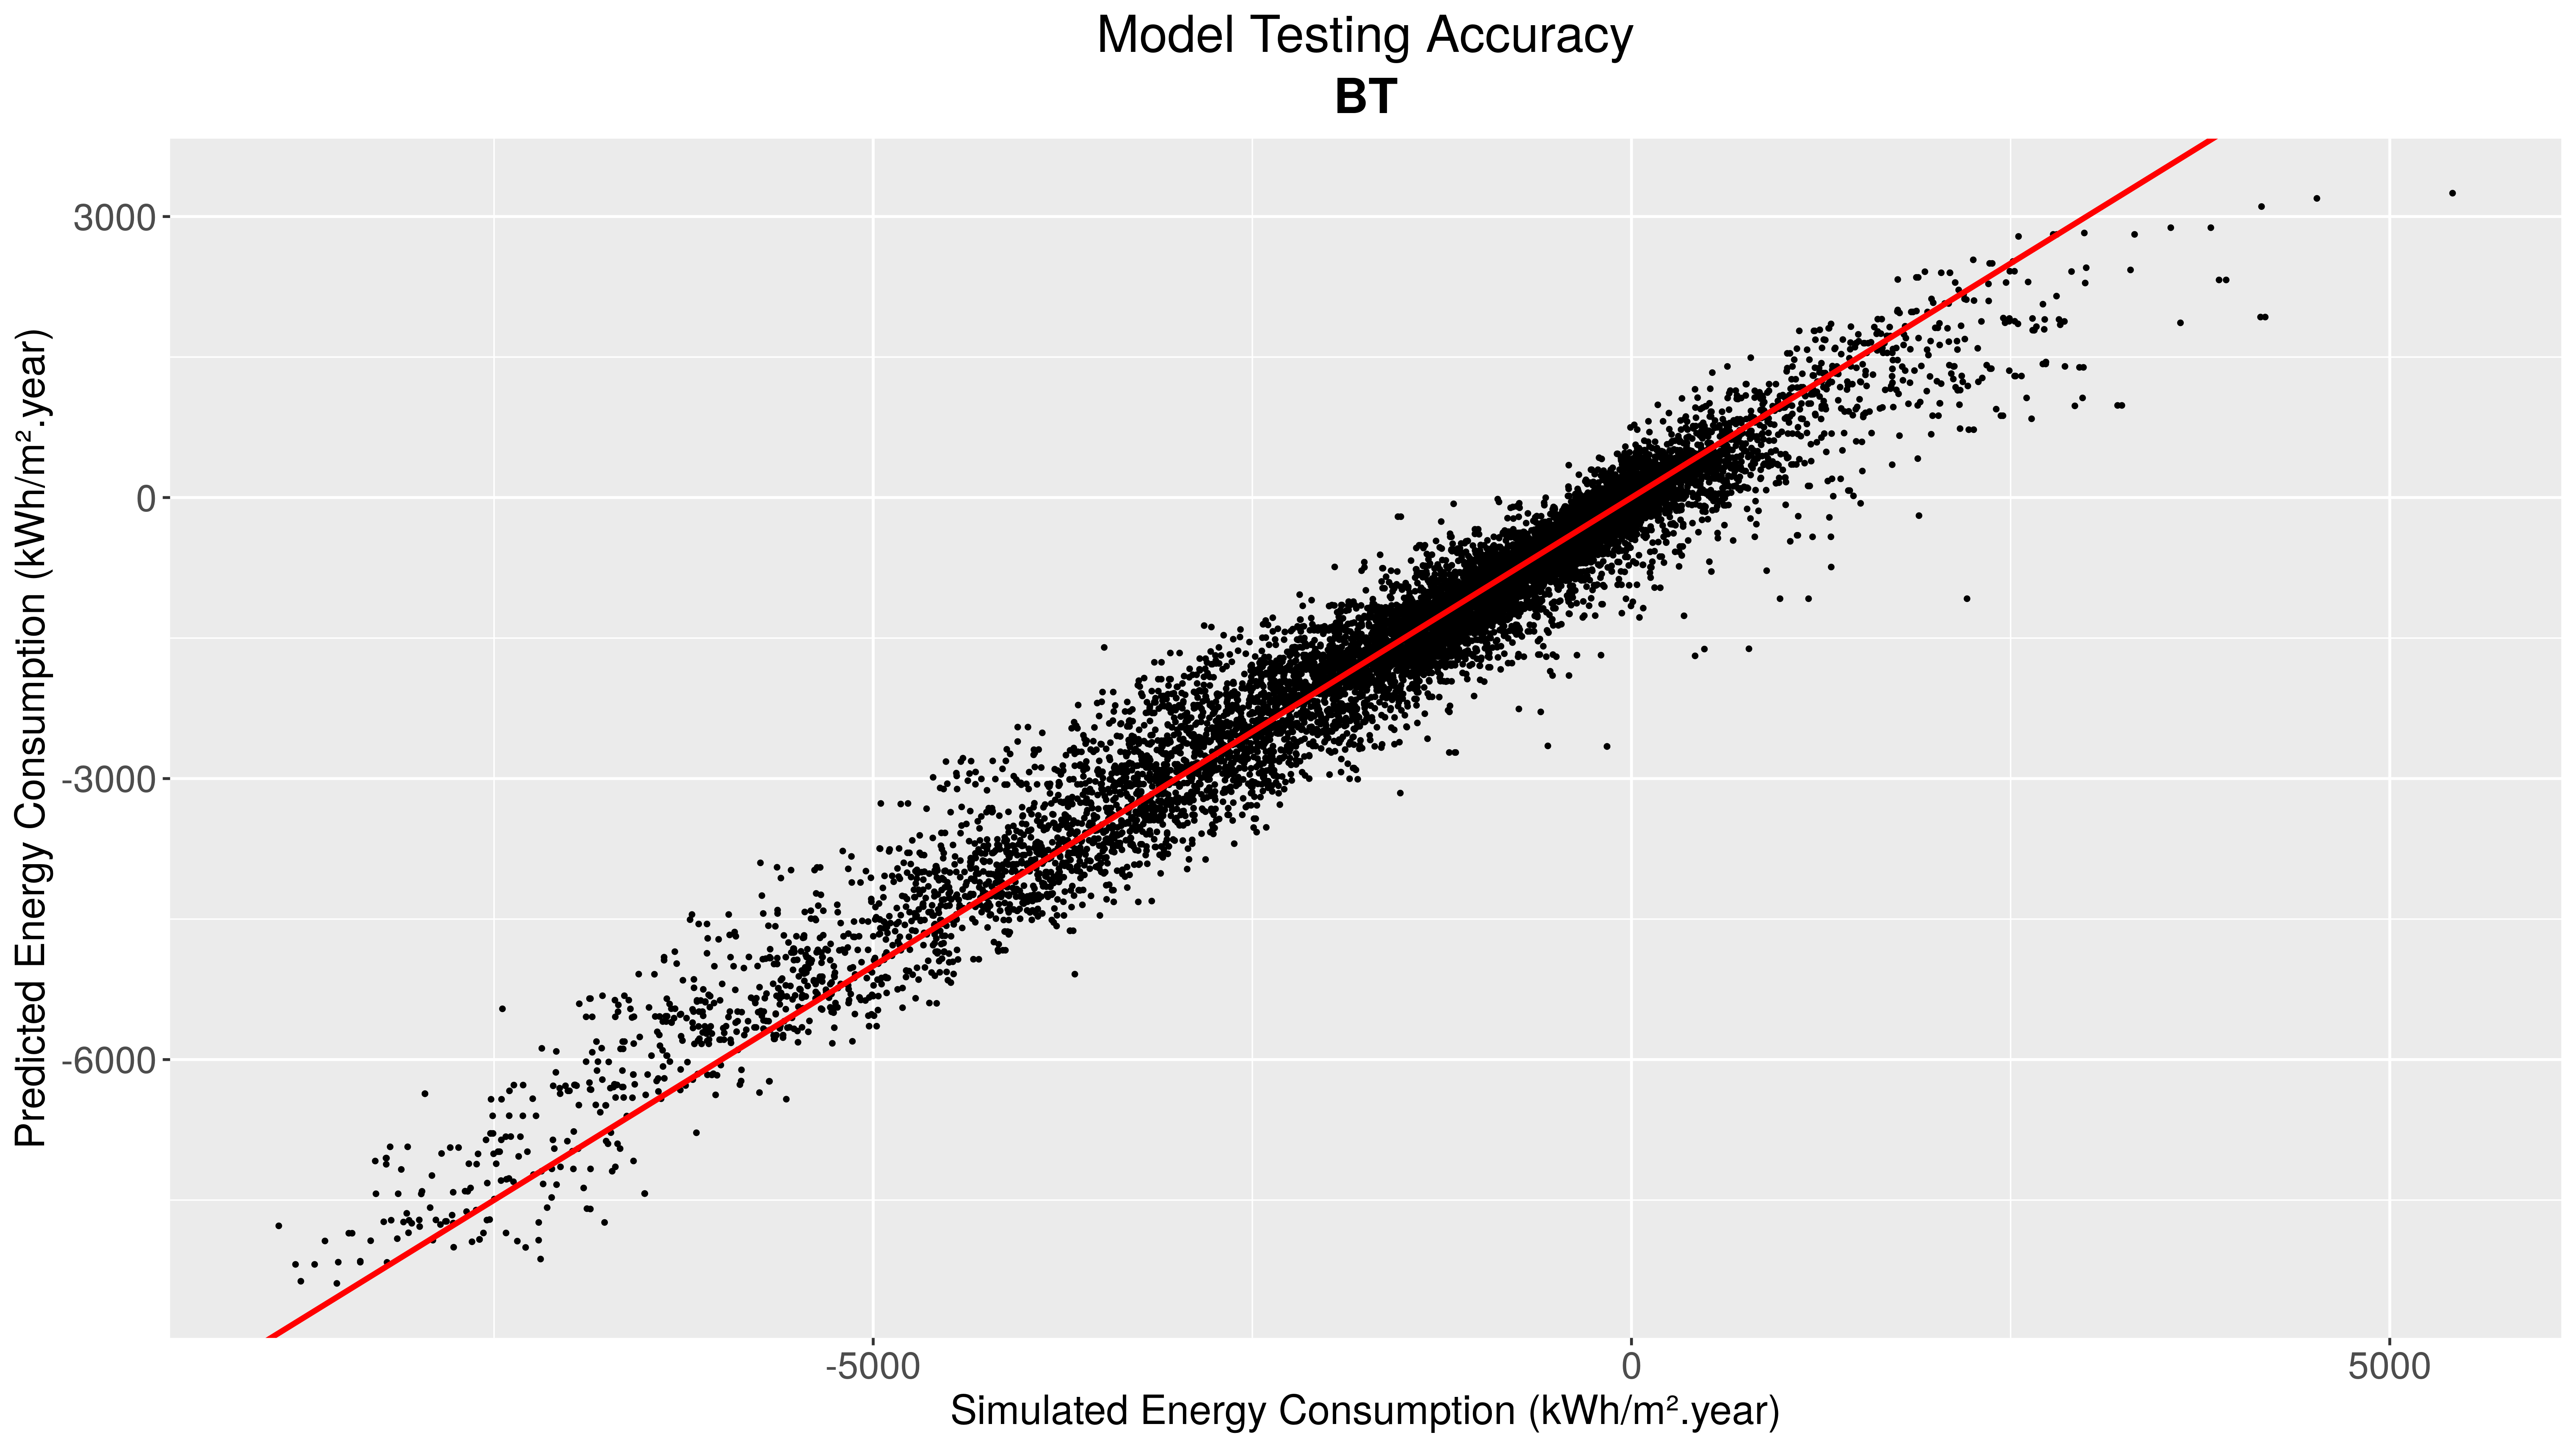 Model Testing Accuracy
BT
Predicted Energy Consumption (kWh/m².year)
3000
0
-3000
-6000
-5000
0
5000
Simulated Energy Consumption (kWh/m².year)